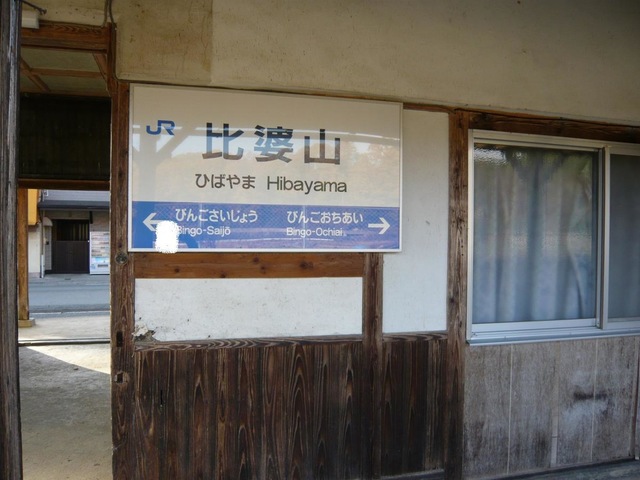 JR 比婆山
ひばやま Hibayama
びんごさいじょう びんごおちあい
Bingo-Saijō Bingo-Ochiai